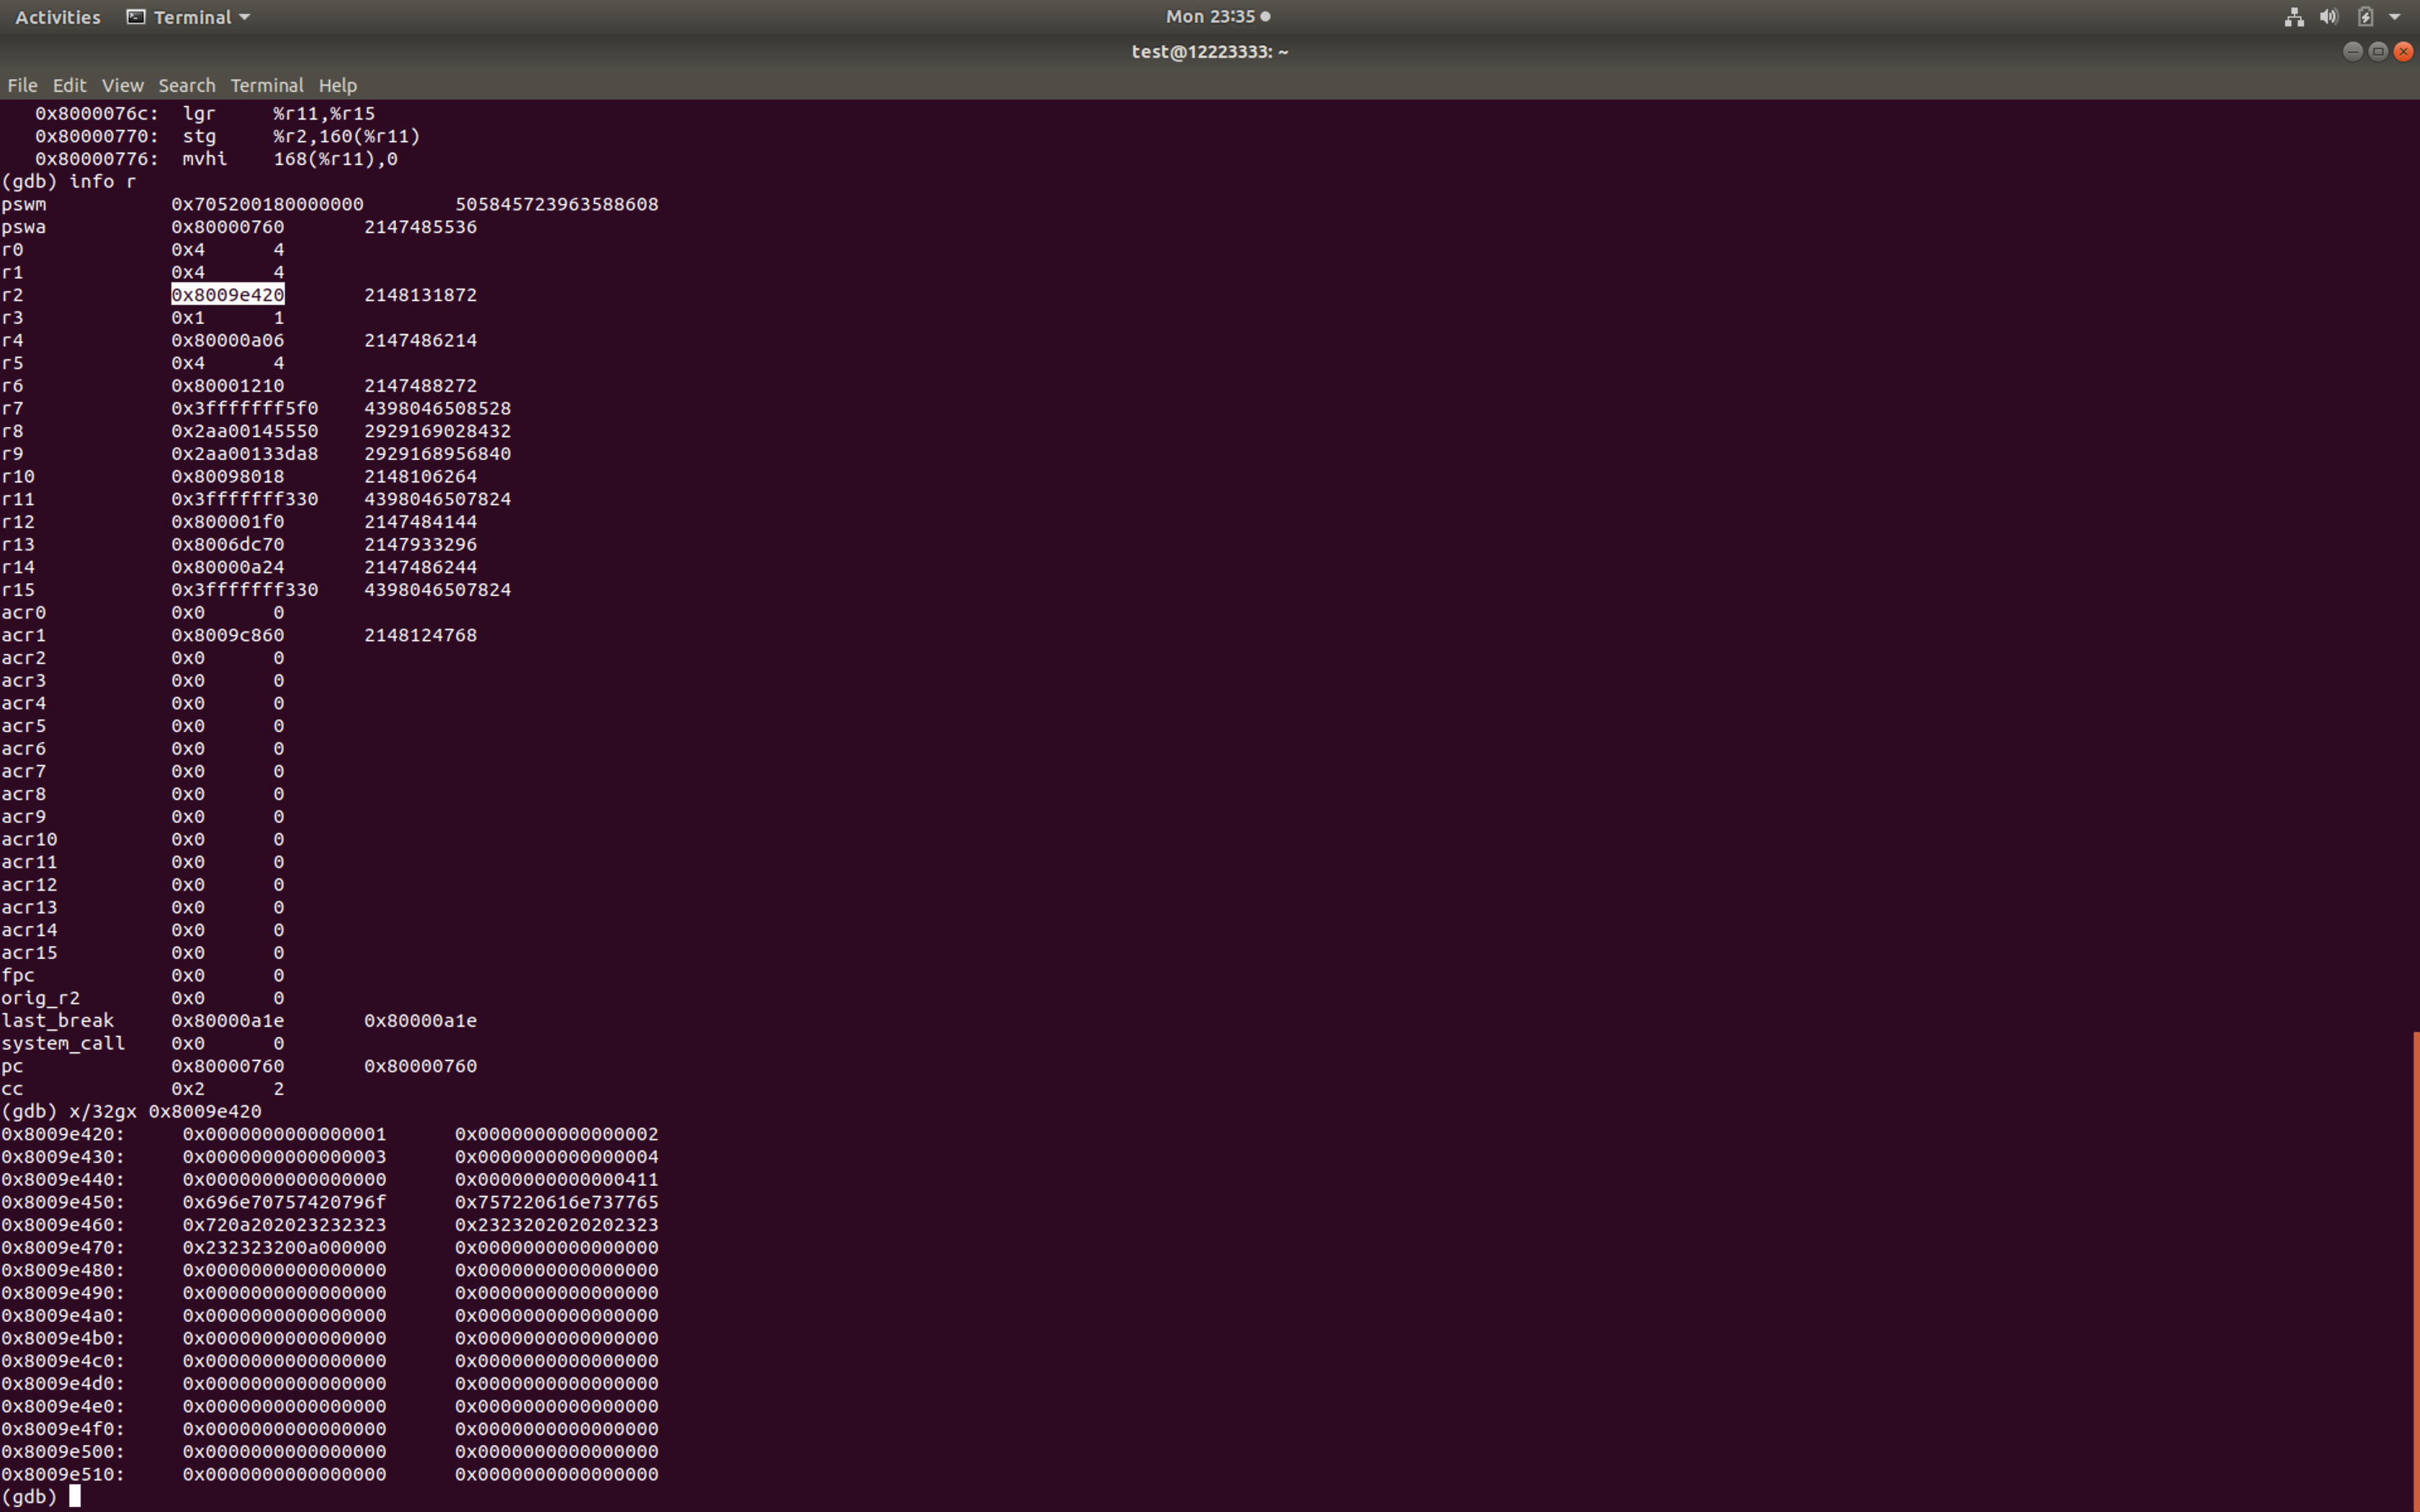 Activities Terminal Mon 23:35
test@12223333: ~
File Edit View Search Terminal Help
0x8000076c: lgr %r11,%r15
0x80000770: stg %r2,160(%r11)
0x80000776: mvhi 168(%r11),0
(gdb) info r
pswm 0x705200180000000 505845723963588608
pswa 0x80000760 2147485536
r0 0x4 4
r1 0x4 4
r2 0x8009e420 2148131872
r3 0x1 1
r4 0x80000a06 2147486214
r5 0x4 4
r6 0x80001210 2147488272
r7 0x3fffffff5f0 4398046508528
r8 0x2aa00145550 2929169028432
r9 0x2aa00133da8 2929168956840
r10 0x80098018 2148106264
r11 0x3fffffff330 4398046507824
r12 0x800001f0 2147484144
r13 0x8006dc70 2147933296
r14 0x80000a24 2147486244
r15 0x3fffffff330 4398046507824
acr0 0x0 0
acr1 0x8009c860 2148124768
acr2 0x0 0
acr3 0x0 0
acr4 0x0 0
acr5 0x0 0
acr6 0x0 0
acr7 0x0 0
acr8 0x0 0
acr9 0x0 0
acr10 0x0 0
acr11 0x0 0
acr12 0x0 0
acr13 0x0 0
acr14 0x0 0
acr15 0x0 0
fpc 0x0 0
orig_r2 0x0 0
last_break 0x80000a1e 0x80000a1e
system_call 0x0 0
pc 0x80000760 0x80000760
cc 0x2 2
(gdb) x/32gx 0x8009e420
0x8009e420: 0x0000000000000001 0x0000000000000002
0x8009e430: 0x0000000000000003 0x0000000000000004
0x8009e440: 0x0000000000000000 0x0000000000000411
0x8009e450: 0x696e70757420796f 0x757220616e737765
0x8009e460: 0x720a202023232323 0x2323202020202323
0x8009e470: 0x232323200a000000 0x0000000000000000
0x8009e480: 0x0000000000000000 0x0000000000000000
0x8009e490: 0x0000000000000000 0x0000000000000000
0x8009e4a0: 0x0000000000000000 0x0000000000000000
0x8009e4b0: 0x0000000000000000 0x0000000000000000
0x8009e4c0: 0x0000000000000000 0x0000000000000000
0x8009e4d0: 0x0000000000000000 0x0000000000000000
0x8009e4e0: 0x0000000000000000 0x0000000000000000
0x8009e4f0: 0x0000000000000000 0x0000000000000000
0x8009e500: 0x0000000000000000 0x0000000000000000
0x8009e510: 0x0000000000000000 0x0000000000000000
(gdb)